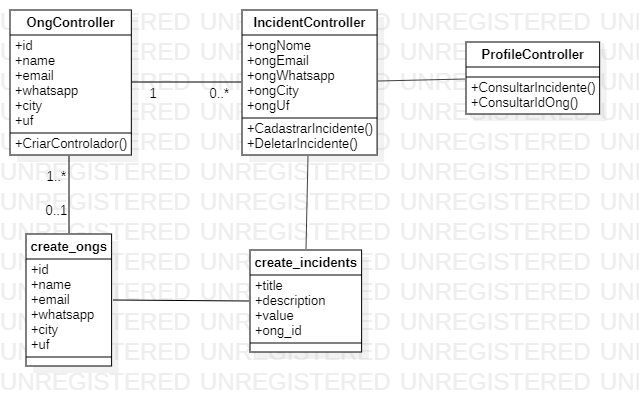 OngController
+id
+name
+email
+whatsapp
+city
+uf
+CriarControlador()
1
0..*
IncidentController
+ongNome
+ongEmail
+ongWhatsapp
+ongCity
+ongUf
+CadastrarIncidente()
+DeletarIncidente()
ProfileController
+ConsultarIncidente()
+ConsultarIdOng()
1..*
0..1
create_ongs
+id
+name
+email
+whatsapp
+city
+uf
create_incidents
+title
+description
+value
+ong_id
UNREGISTERED UNREGISTERED UNREGISTERED UNREGISTERED